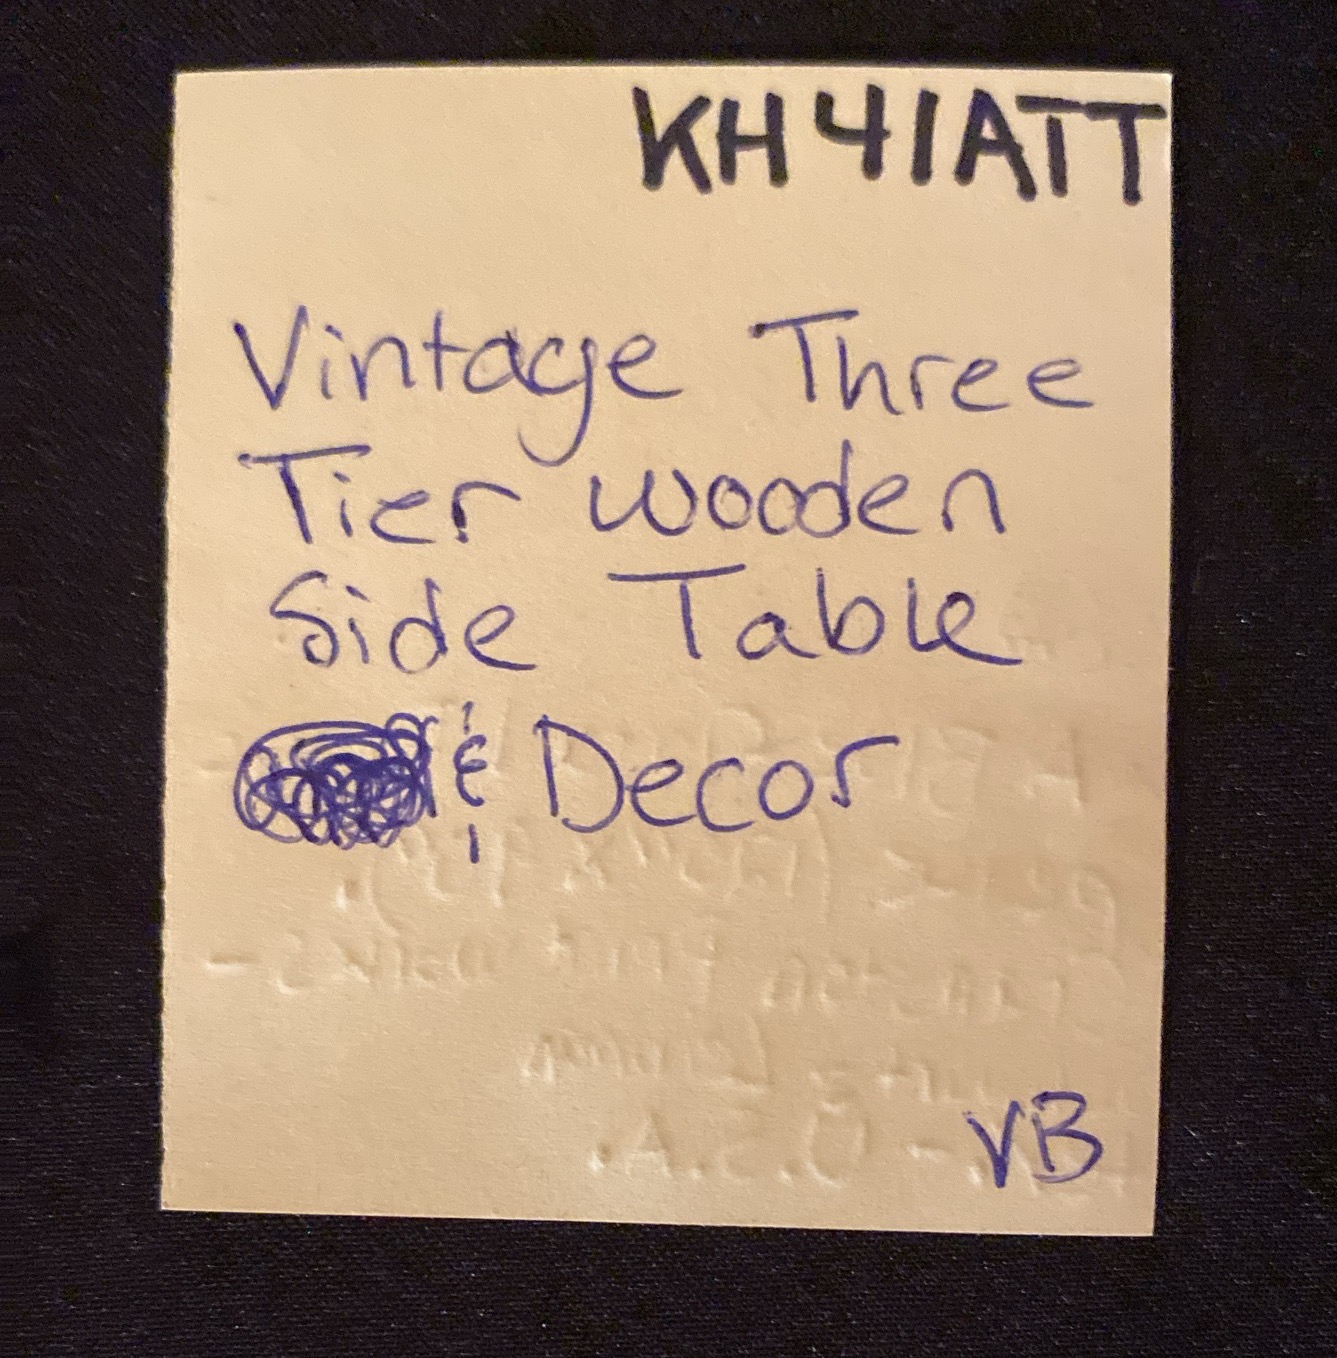 KH41ATT
Vintage Three
Tier wooden
Side Table
& Decor
VB